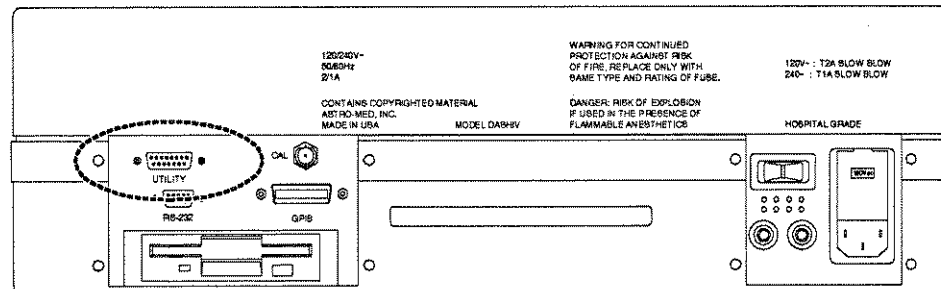 120/240V~
50/60Hz
2/1A
CONTAINS COPYRIGHTED MATERIAL
ASTRO-MED, INC.
MADE IN USA
MODEL DASHIV
WARNING FOR CONTINUED
PROTECTION AGAINST RISK
OF FIRE, REPLACE ONLY WITH
SAME TYPE AND RATING OF FUSE.
DANGER: RISK OF EXPLOSION
IF USED IN THE PRESENCE OF
FLAMMABLE ANESTHETICS
120V~ : T2A SLOW BLOW
240~ : T1A SLOW BLOW
HOSPITAL GRADE
UTILITY
CAL
RS-232
GPIB